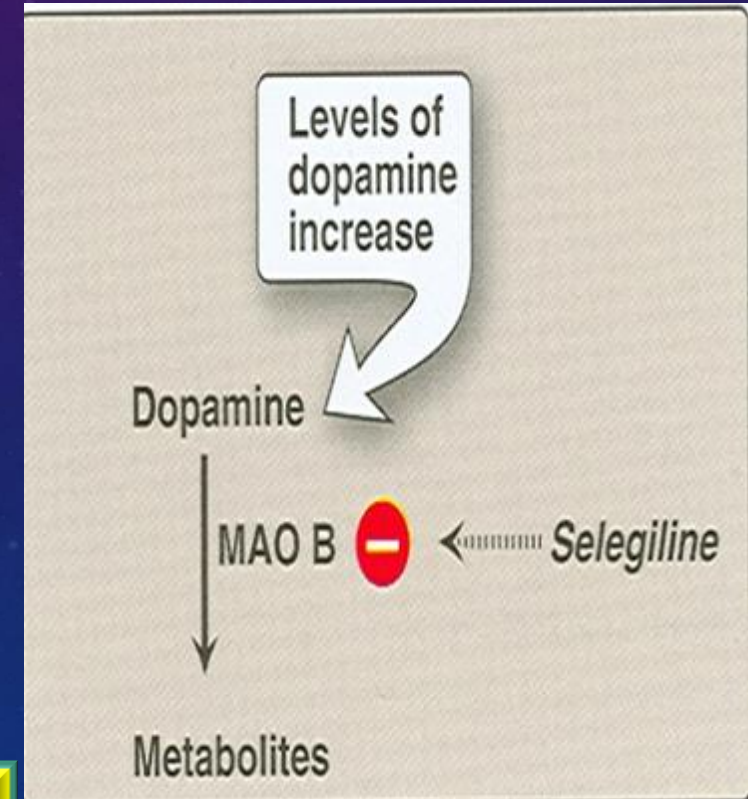 Levels of
dopamine
increase
Dopamine
MAO B
Selegiline
Metabolites